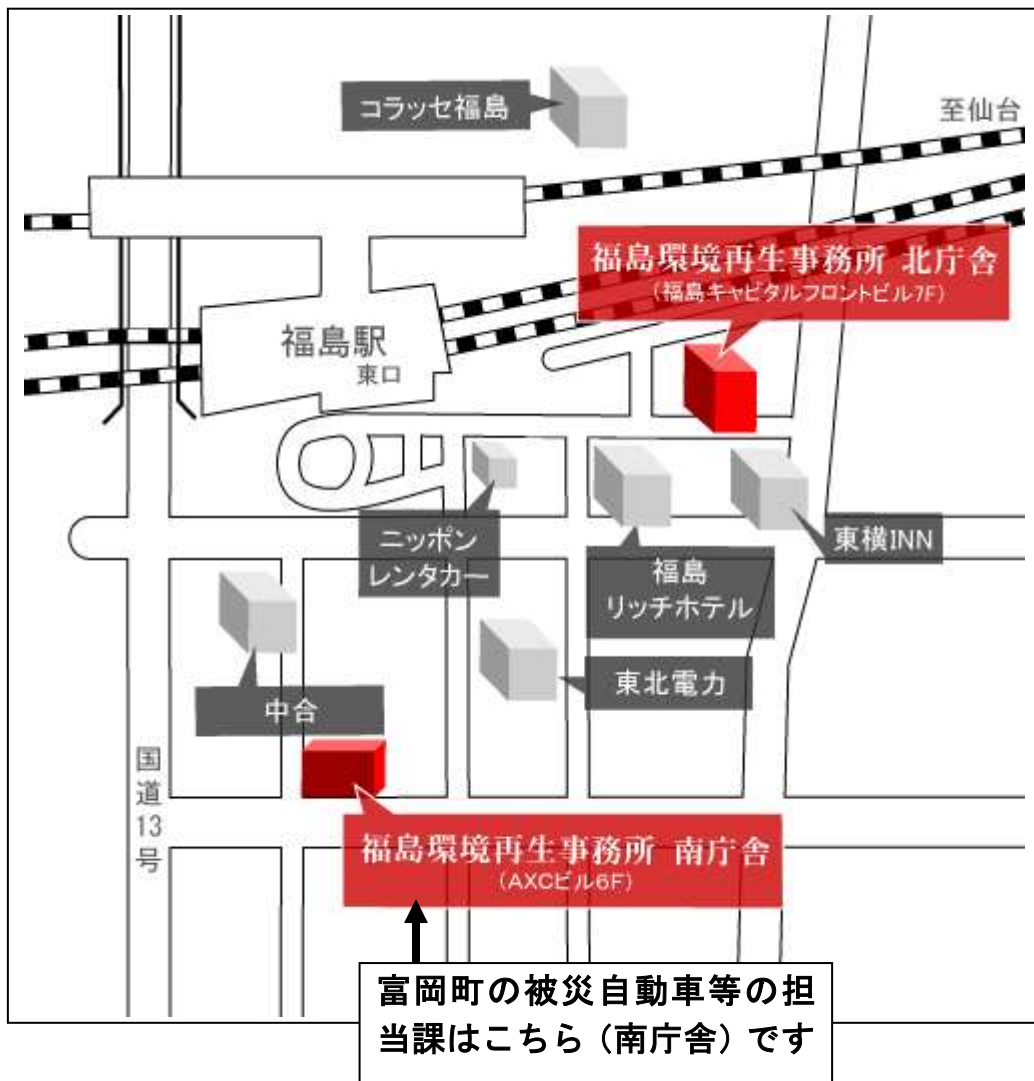 コラッセ福島
至仙台
福島環境再生事務所 北庁舎
(福島キャピタルフロントビル7F)
福島駅
東口
ニッポン
レンタカー
福島
リッチホテル
東横INN
東北電力
中合
国道13号
福島環境再生事務所 南庁舎
(AXCビル6F)
富岡町の被災自動車等の担
当課はこちら（南庁舎）です